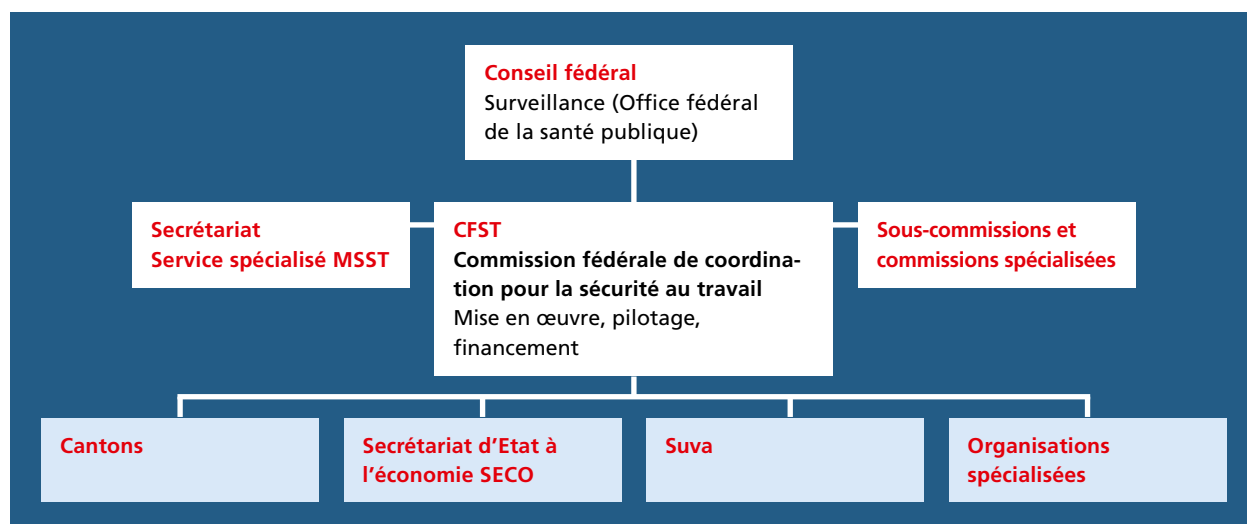 Conseil fédéral
Surveillance (Office fédéral
de la santé publique)
Secrétariat
Service spécialisé MSST
CFST
Commission fédérale de coordina-
tion pour la sécurité au travail
Mise en œuvre, pilotage,
financement
Sous-commissions et
commissions spécialisées
Cantons
Secrétariat d’Etat à
l’économie SECO
Suva
Organisations
spécialisées